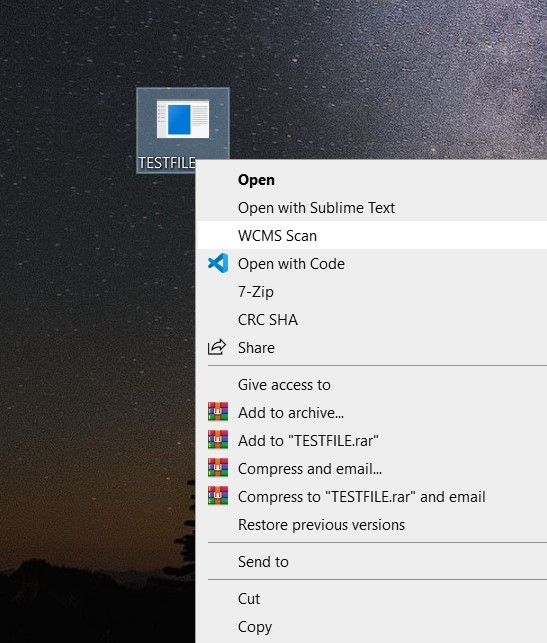 TESTFILE
Open
Open with Sublime Text
WCMS Scan
Open with Code
7-Zip
CRC SHA
Share
Give access to
Add to archive...
Add to "TESTFILE.rar"
Compress and email...
Compress to "TESTFILE.rar" and email
Restore previous versions
Send to
Cut
Copy